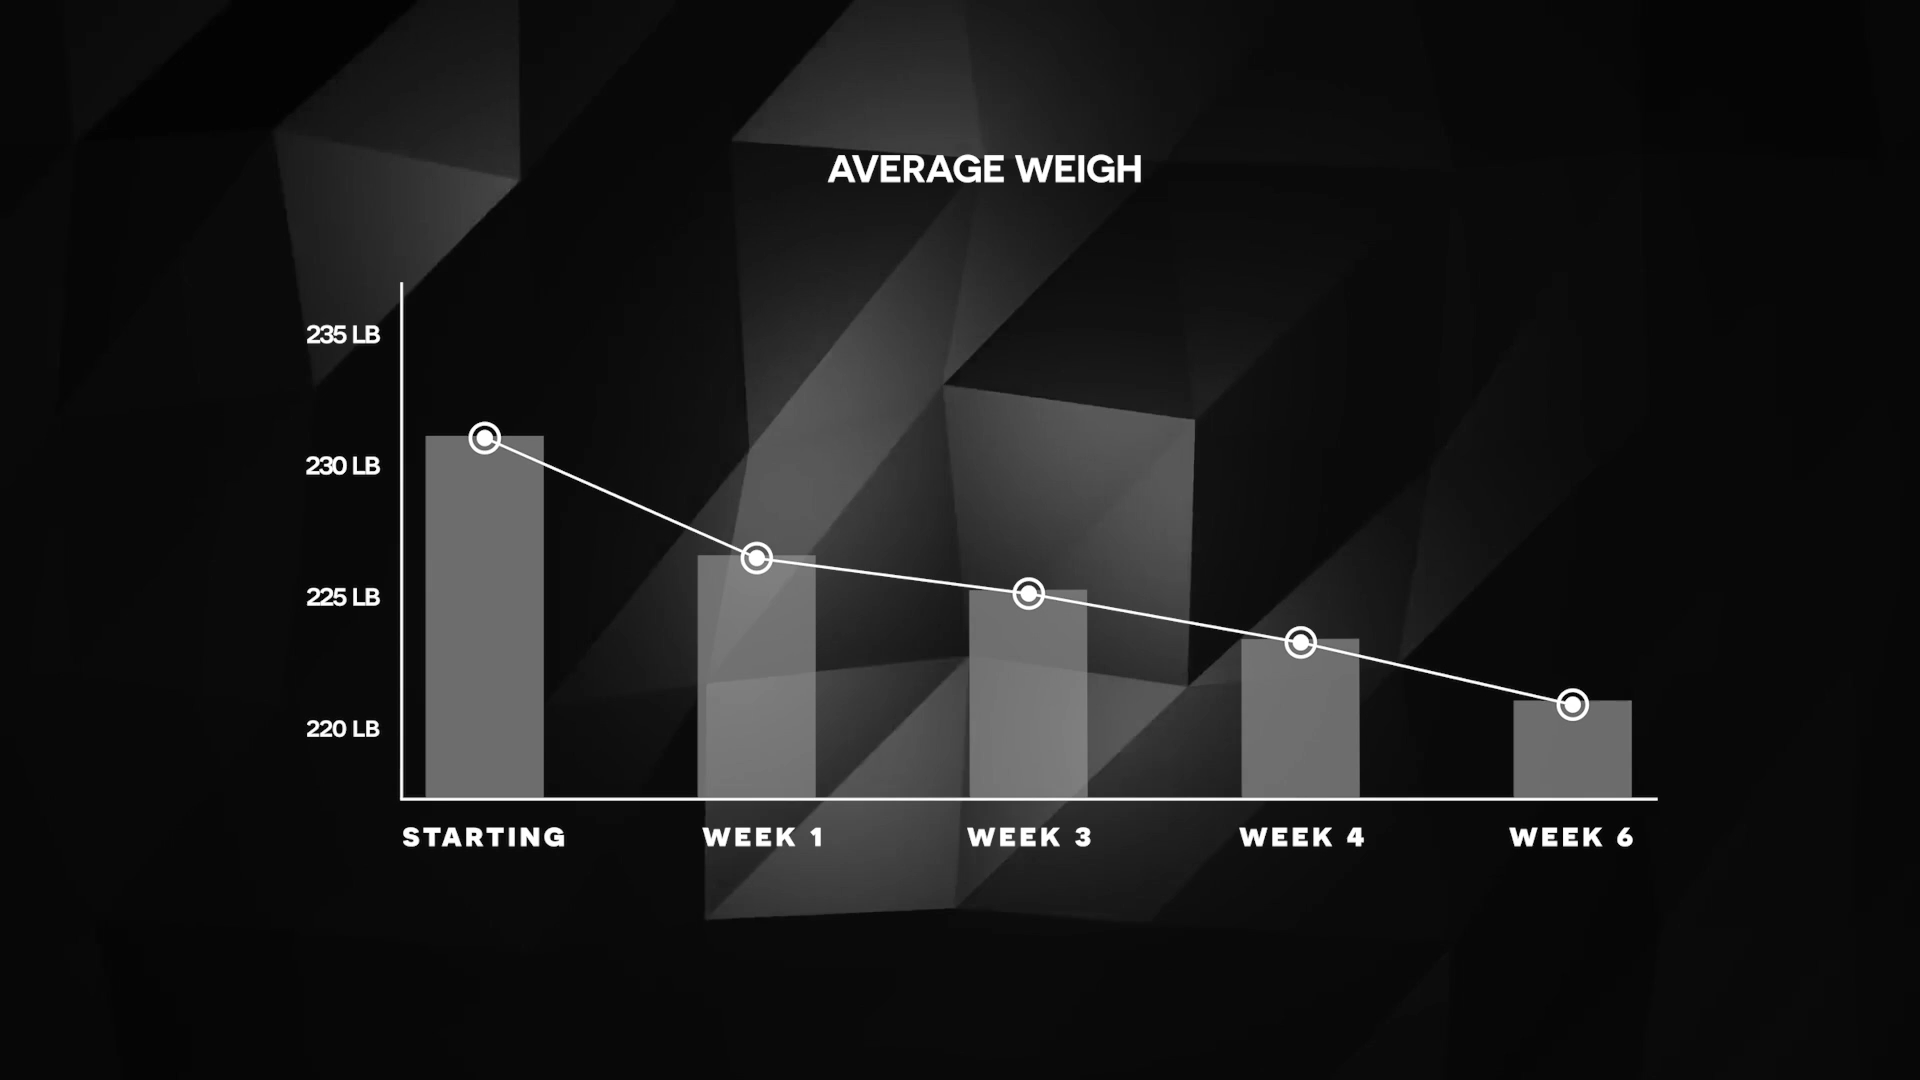 AVERAGE WEIGH
235 LB
230 LB
225 LB
220 LB
STARTING WEEK 1 WEEK 3 WEEK 4 WEEK 6